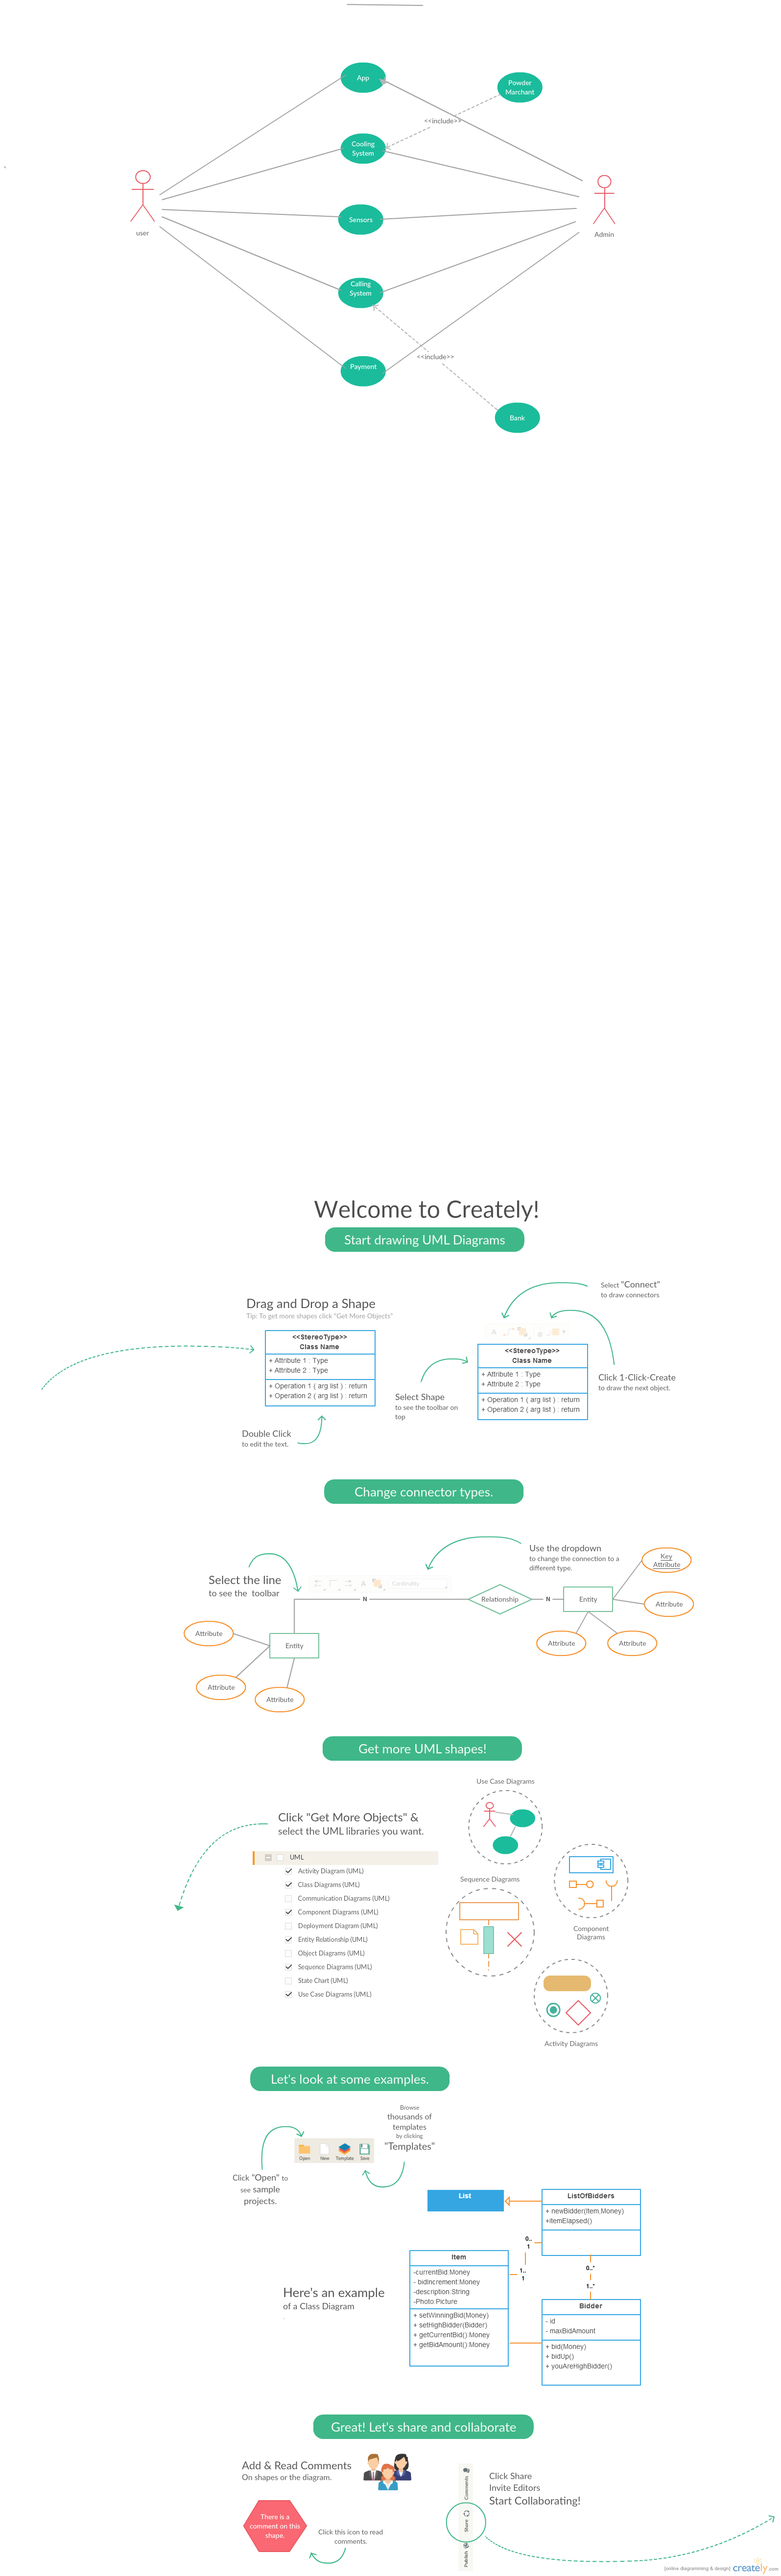 App
Powder
Marchant
<<include>>
Cooling
System
user
Sensors
Admin
Calling
System
<<include>>
Payment
Bank
Welcome to Creately!
Start drawing UML Diagrams
Select "Connect"
to draw connectors
Drag and Drop a Shape
Tip: To get more shapes click "Get More Objects"
<<StereoType>>
Class Name
+ Attribute 1 : Type
+ Attribute 2 : Type
+ Operation 1 ( arg list ) : return
+ Operation 2 ( arg list ) : return
A
<<StereoType>>
Class Name
+ Attribute 1 : Type
+ Attribute 2 : Type
+ Operation 1 ( arg list ) : return
+ Operation 2 ( arg list ) : return
Click 1-Click-Create
to draw the next object.
Select Shape
to see the toolbar on
top
Double Click
to edit the text.
Change connector types.
Use the dropdown
to change the connection to a
different type.
Key
Attribute
Select the line
to see the toolbar
A
Cardinality
N
Relationship
N
Entity
Attribute
Attribute
Entity
Attribute
Attribute
Attribute
Attribute
Get more UML shapes!
Use Case Diagrams
Click "Get More Objects" &
select the UML libraries you want.
UML
Activity Diagram (UML)
Class Diagrams (UML)
Communication Diagrams (UML)
Component Diagrams (UML)
Deployment Diagram (UML)
Entity Relationship (UML)
Object Diagrams (UML)
Sequence Diagrams (UML)
State Chart (UML)
Use Case Diagrams (UML)
Sequence Diagrams
Component
Diagrams
Activity Diagrams
Let's look at some examples.
Browse
thousands of
templates
by clicking
"Templates"
Open
New
Template
Save
Click "Open" to
see sample
projects.
List
ListOfBidders
+ newBidder(Item,Money)
+itemElapsed()
0..
1
1..
1
0..*
1..*
Item
-currentBid:Money
- bidIncrement:Money
-description:String
-Photo:Picture
+ setWinningBid(Money)
+ setHighBidder(Bidder)
+ getCurrentBid():Money
+ getBidAmount():Money
Here's an example
of a Class Diagram
Bidder
- id
- maxBidAmount
+ bid(Money)
+ bidUp()
+ youAreHighBidder()
Great! Let's share and collaborate
Add & Read Comments
On shapes or the diagram.
Comments
Share
Publish
Click Share
Invite Editors
Start Collaborating!
There is a
comment on this
shape.
Click this icon to read
comments.
[online diagramming & design] creately.com